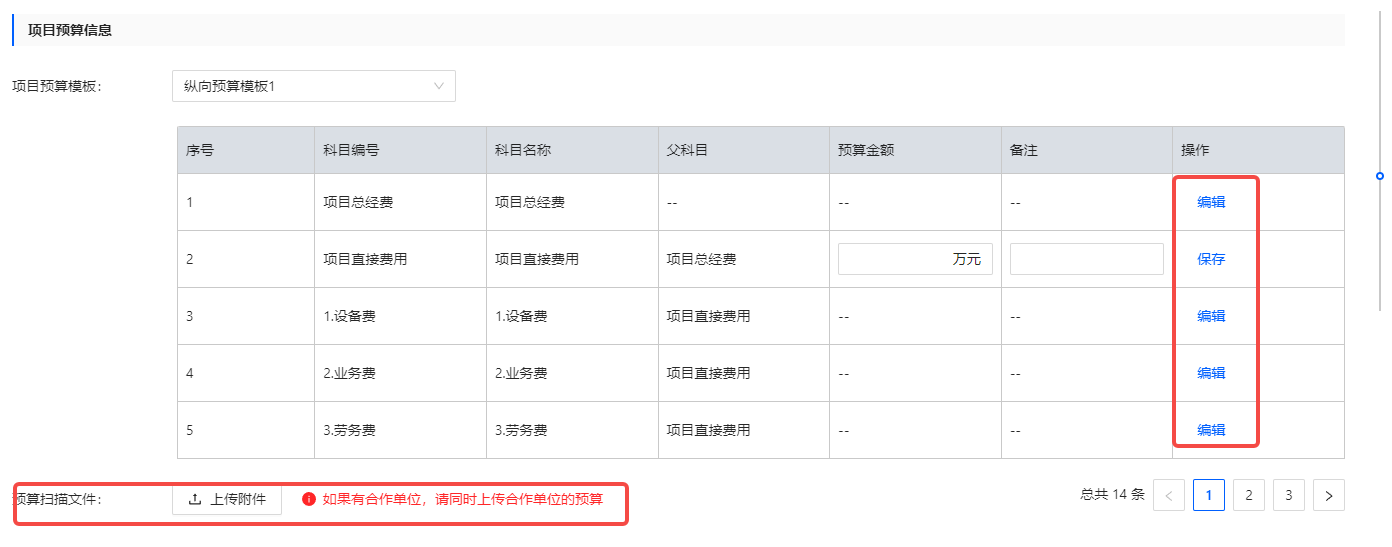 项目预算信息
项目预算模板： 纵向预算模板1
序号 科目编号 科目名称 父科目 预算金额 备注 操作
1 项目总经费 项目总经费 -- -- -- 编辑
2 项目直接费用 项目直接费用 项目总经费 万元 保存
3 1.设备费 1.设备费 项目直接费用 -- -- 编辑
4 2.业务费 2.业务费 项目直接费用 -- -- 编辑
5 3.劳务费 3.劳务费 项目直接费用 -- -- 编辑
预算扫描文件： 上传附件 如果有合作单位，请同时上传合作单位的预算 总共 14 条 < 1 2 3 >